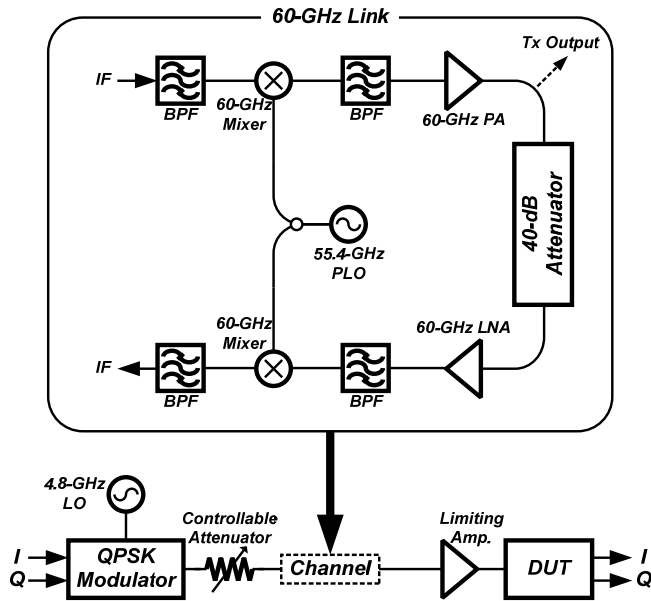 60-GHz Link
Tx Output
IF
BPF
60-GHz
Mixer
BPF
60-GHz PA
40-dB
Attenuator
55.4-GHz
PLO
60-GHz
Mixer
60-GHz LNA
IF
BPF
BPF
4.8-GHz
LO
Controllable
Attenuator
Limiting
Amp.
I
Q
QPSK
Modulator
Channel
DUT
I
Q